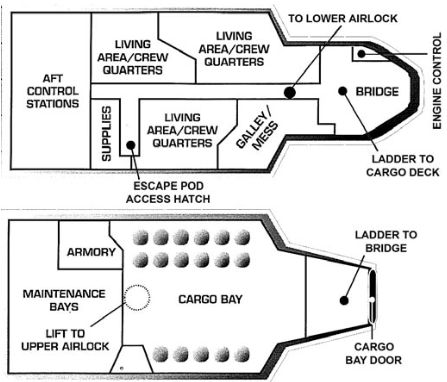 TO LOWER AIRLOCK
LIVING
AREA/CREW
QUARTERS
LIVING
AREA/CREW
QUARTERS
ENGINE CONTROL
AFT
CONTROL
STATIONS
BRIDGE
SUPPLIES
LIVING
AREA/CREW
QUARTERS
GALLEY/
MESS
LADDER TO
CARGO DECK
ESCAPE POD
ACCESS HATCH
LADDER TO
BRIDGE
ARMORY
MAINTENANCE
BAYS
CARGO BAY
LIFT TO
UPPER AIRLOCK
CARGO
BAY DOOR